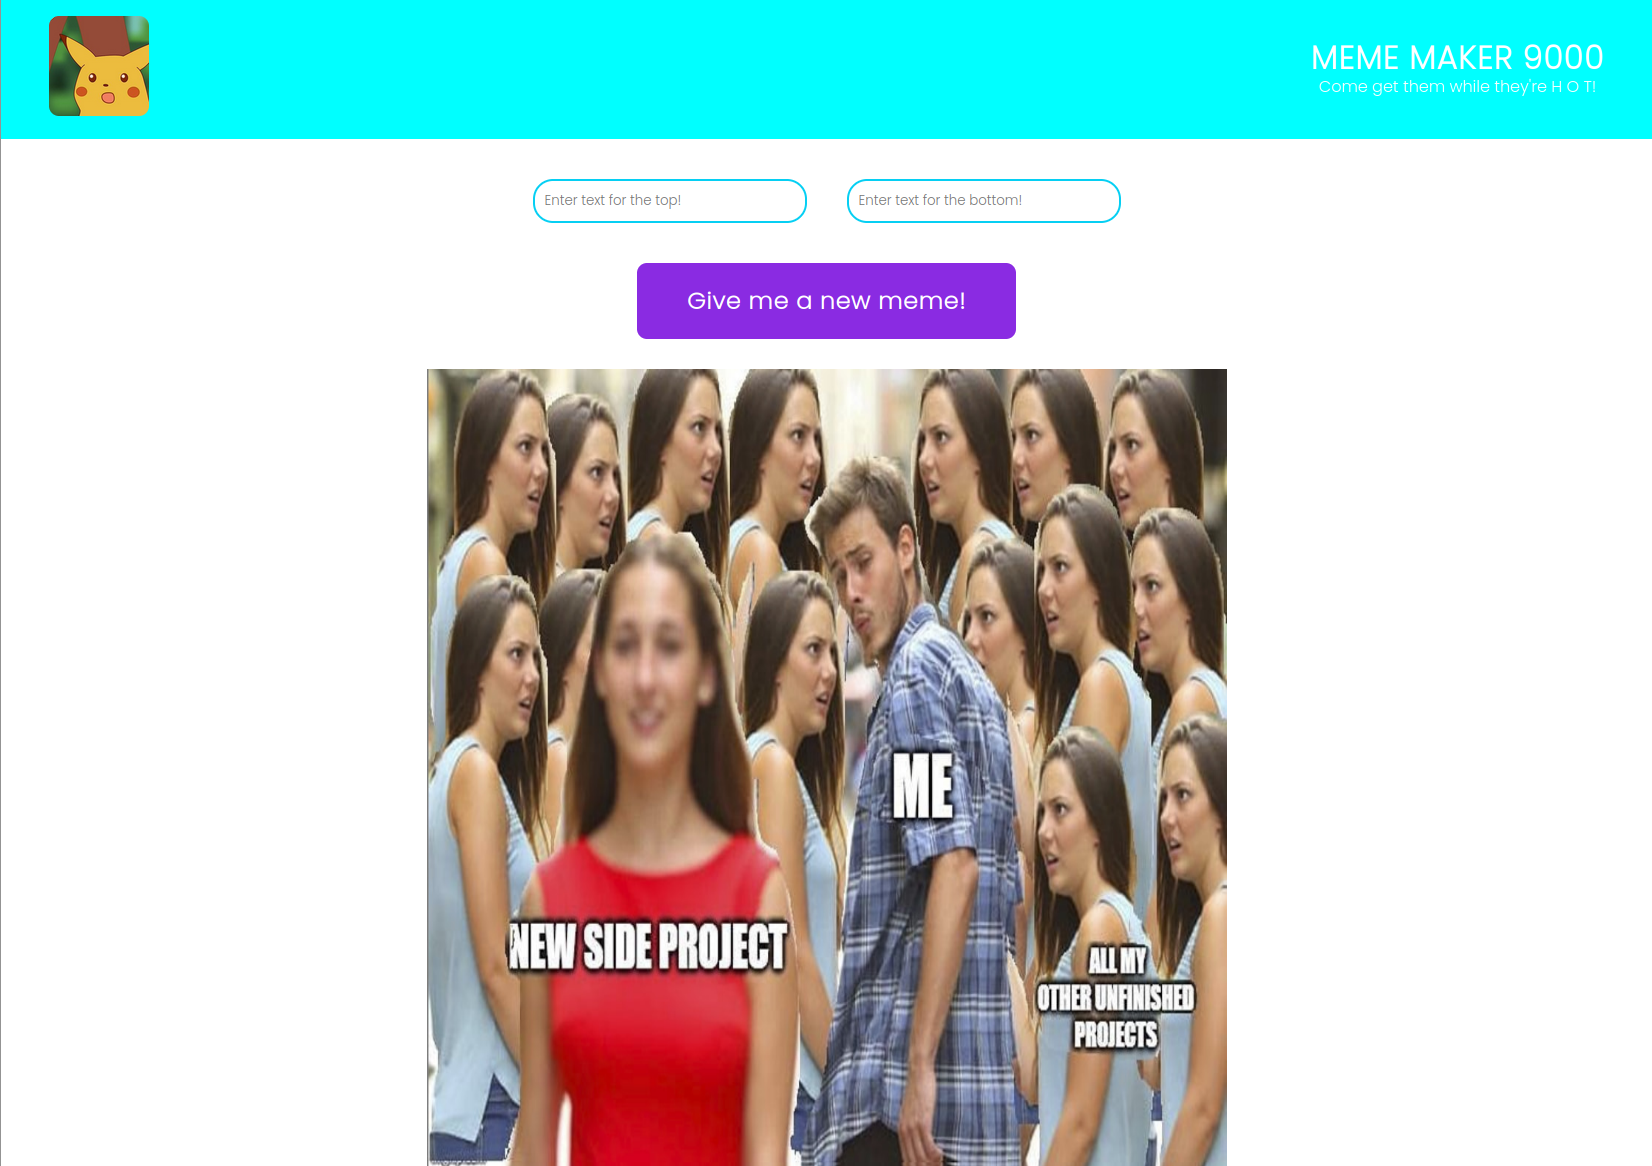 MEME MAKER 9000
Come get them while they're H O T!
Enter text for the top!
Enter text for the bottom!
Give me a new meme!
ME
NEW SIDE PROJECT
ALL MY
OTHER UNFINISHED
PROJECTS